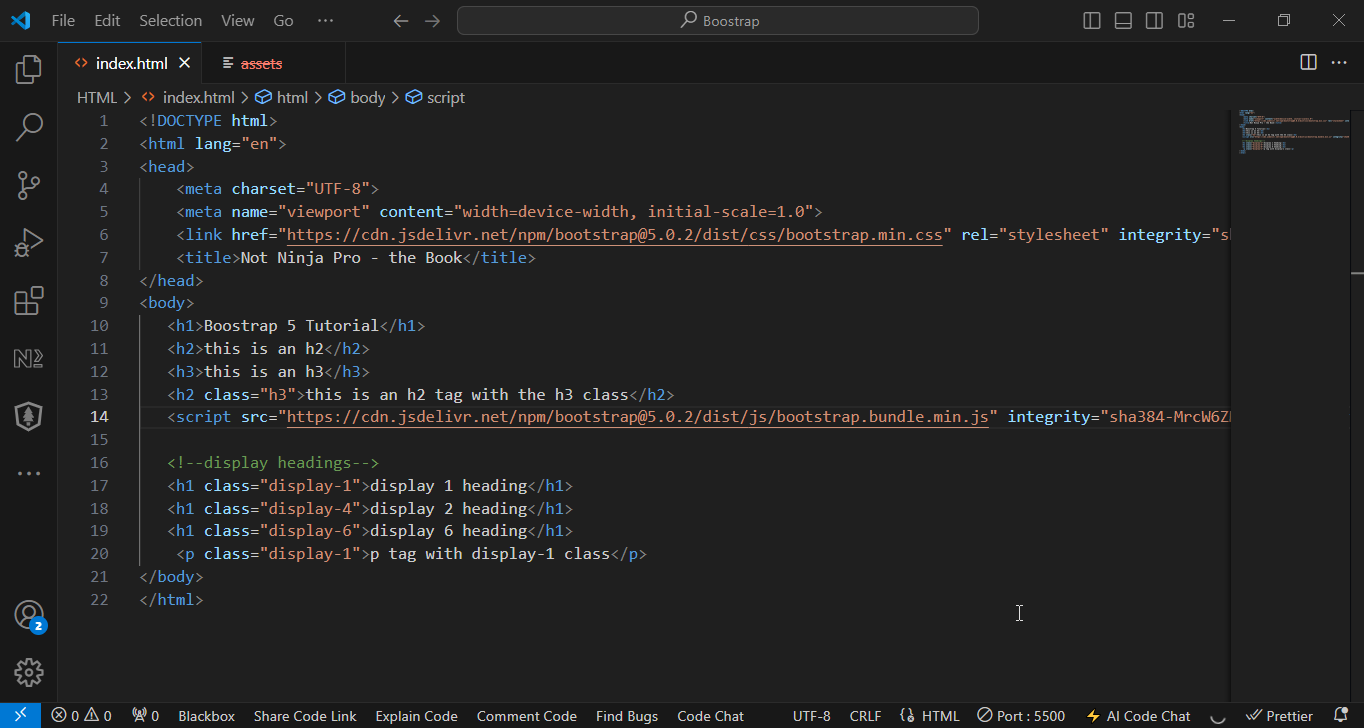 File Edit Selection View Go ···
Boostrap
index.html
assets
HTML > index.html > html > body > script
1 <!DOCTYPE html>
2 <html lang="en">
3 <head>
4 <meta charset="UTF-8">
5 <meta name="viewport" content="width=device-width, initial-scale=1.0">
6 <link href="https://cdn.jsdelivr.net/npm/bootstrap@5.0.2/dist/css/bootstrap.min.css" rel="stylesheet" integrity="sh
7 <title>Not Ninja Pro - the Book</title>
8 </head>
9 <body>
10 <h1>Boostrap 5 Tutorial</h1>
11 <h2>this is an h2</h2>
12 <h3>this is an h3</h3>
13 <h2 class="h3">this is an h2 tag with the h3 class</h2>
14 <script src="https://cdn.jsdelivr.net/npm/bootstrap@5.0.2/dist/js/bootstrap.bundle.min.js" integrity="sha384-MrcW6Z
15
16 <!--display headings-->
17 <h1 class="display-1">display 1 heading</h1>
18 <h1 class="display-4">display 2 heading</h1>
19 <h1 class="display-6">display 6 heading</h1>
20 <p class="display-1">p tag with display-1 class</p>
21 </body>
22 </html>
2
0 0 0 Blackbox Share Code Link Explain Code Comment Code Find Bugs Code Chat UTF-8 CRLF HTML Port : 5500 AI Code Chat Prettier